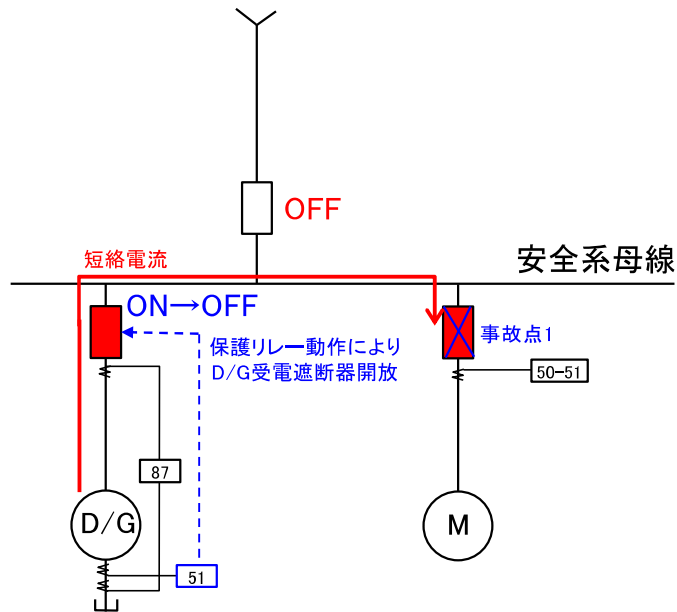 OFF
短絡電流
安全系母線
ON→OFF
保護リレー動作により
D/G受電遮断器開放
事故点1
50-51
87
D/G
M
51